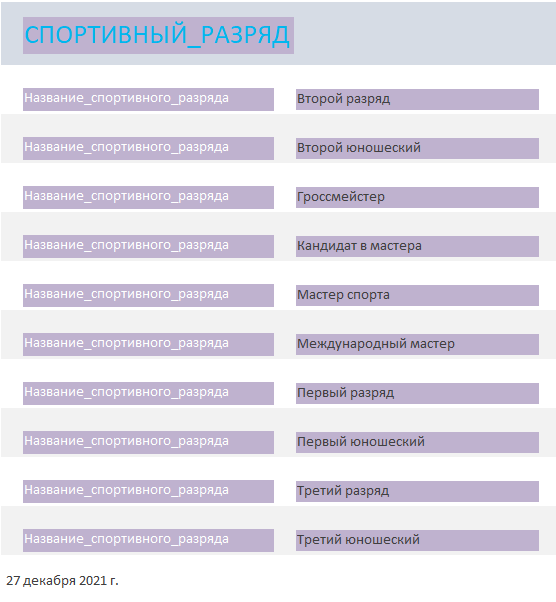 СПОРТИВНЫЙ_РАЗРЯД
Название_спортивного_разряда Второй разряд
Название_спортивного_разряда Второй юношеский
Название_спортивного_разряда Гроссмейстер
Название_спортивного_разряда Кандидат в мастера
Название_спортивного_разряда Мастер спорта
Название_спортивного_разряда Международный мастер
Название_спортивного_разряда Первый разряд
Название_спортивного_разряда Первый юношеский
Название_спортивного_разряда Третий разряд
Название_спортивного_разряда Третий юношеский
27 декабря 2021 г.